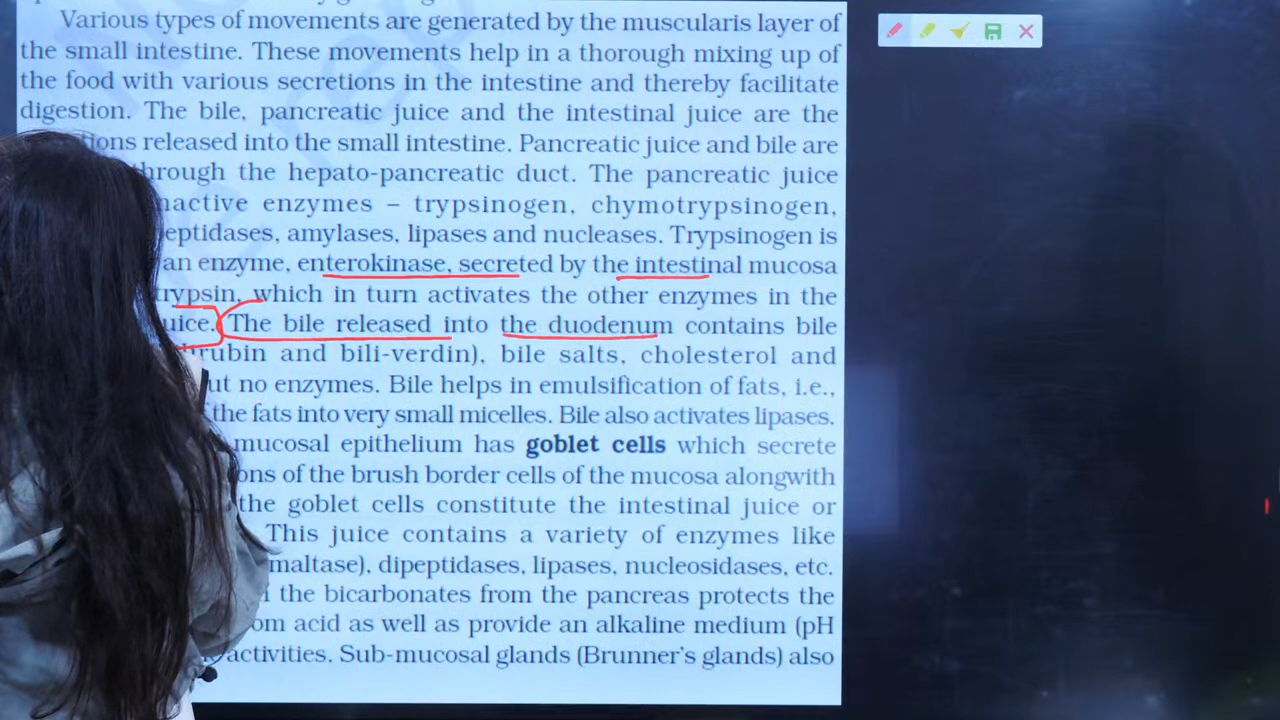 Various types of movements are generated by the muscularis layer of
the small intestine. These movements help in a thorough mixing up of
the food with various secretions in the intestine and thereby facilitate
digestion. The bile, pancreatic juice and the intestinal juice are the
released into the small intestine. Pancreatic juice and bile are
through the hepato-pancreatic duct. The pancreatic juice
enzymes – trypsinogen, chymotrypsinogen,
amylases, lipases and nucleases. Trypsinogen is
an enzyme, enterokinase, secreted by the intestinal mucosa
trypsin, which in turn activates the other enzymes in the
The bile released into the duodenum contains bile
and bili-verdin), bile salts, cholesterol and
no enzymes. Bile helps in emulsification of fats, i.e.,
the fats into very small micelles. Bile also activates lipases.
mucosal epithelium has goblet cells which secrete
of the brush border cells of the mucosa alongwith
the goblet cells constitute the intestinal juice or
This juice contains a variety of enzymes like
maltase), dipeptidases, lipases, nucleosidases, etc.
the bicarbonates from the pancreas protects the
acid as well as provide an alkaline medium (pH
activities. Sub-mucosal glands (Brunner's glands) also